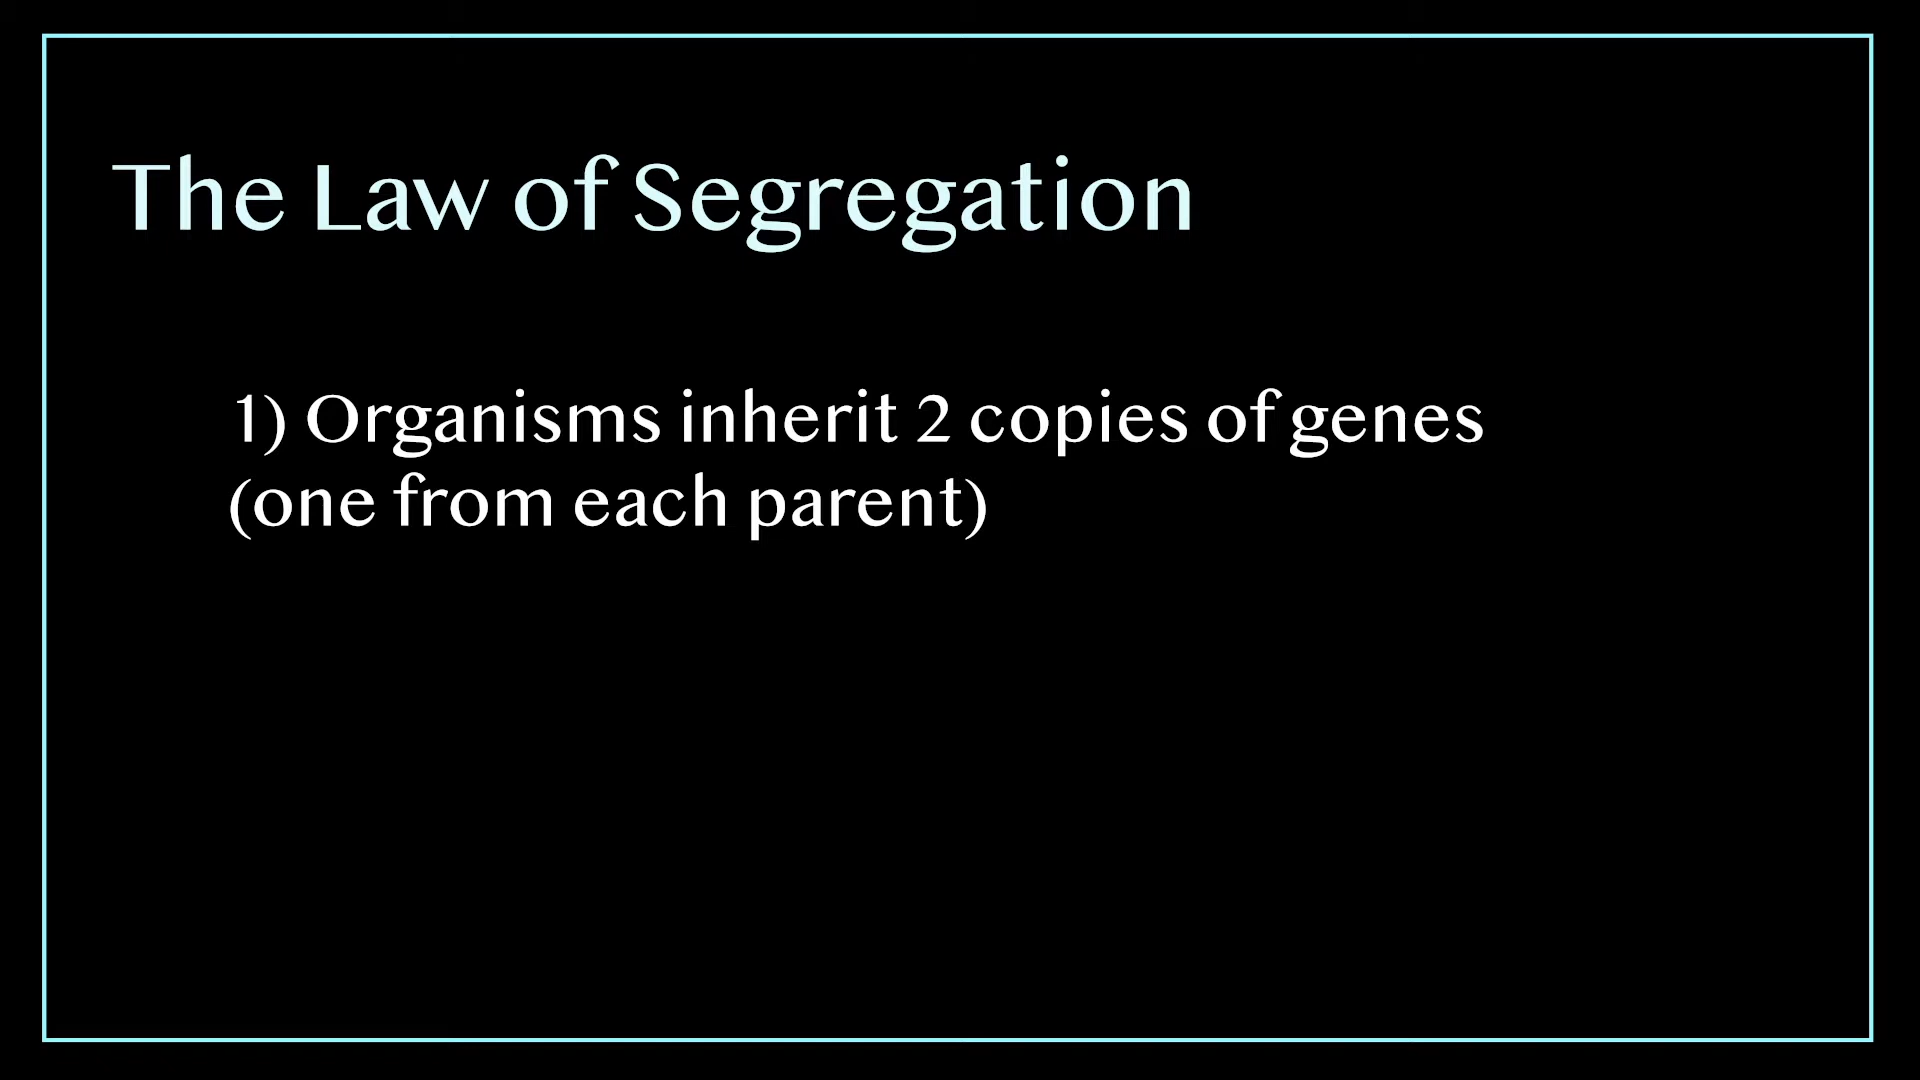 The Law of Segregation
1) Organisms inherit 2 copies of genes
(one from each parent)